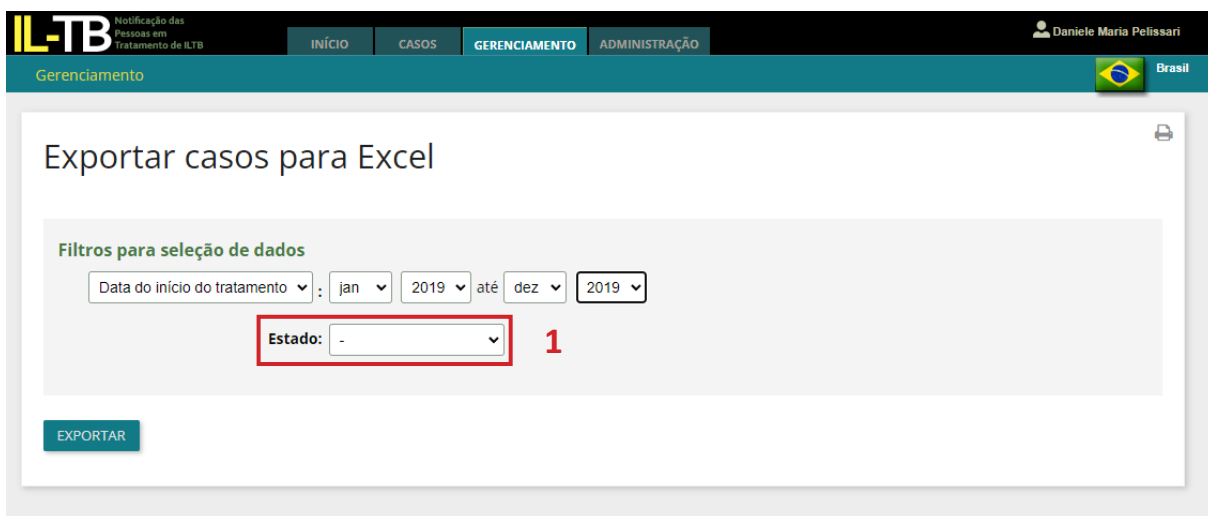 IL-TB
Notificação das
Pessoas em
Tratamento de ILTB
INÍCIO CASOS GERENCIAMENTO ADMINISTRAÇÃO
Daniele Maria Pelissari
Gerenciamento
Brasil
Exportar casos para Excel
Filtros para seleção de dados
Data do início do tratamento : jan 2019 até dez 2019
Estado: - 1
EXPORTAR